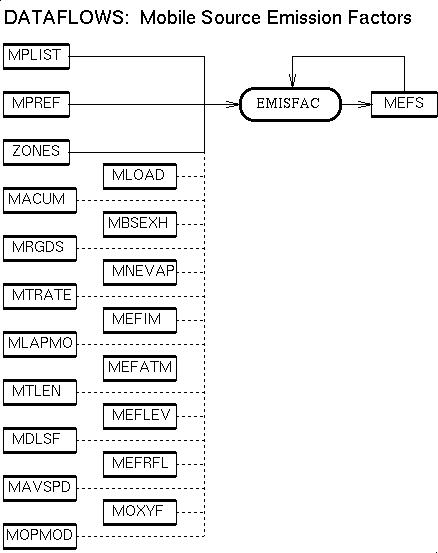 DATAFLOWS: Mobile Source Emission Factors
MPLIST
MPREF
EMISFAC
MEFS
ZONES
MLOAD
MACUM
MBSEXH
MRGDS
MNEVAP
MTRATE
MEFIM
MLAPMO
MEFATM
MTLEN
MEFLEV
MDLSF
MEFRFL
MAVSPD
MOXYF
MOPMOD